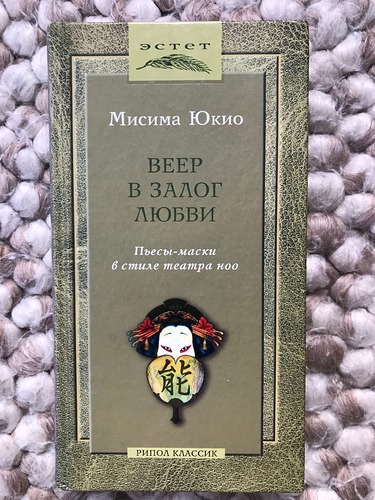 ЭСТЕТ
Мисима Юкио
ВЕЕР
В ЗАЛОГ
ЛЮБВИ
Пьесы-маски
в стиле театра ноо
能
РИПОЛ КЛАССИК